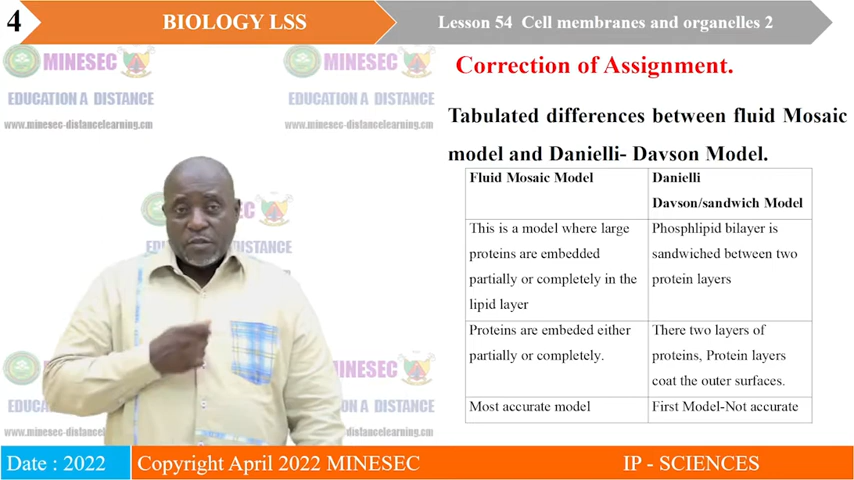 4
BIOLOGY LSS
Lesson 54 Cell membranes and organelles 2
MINESEC
MINESEC
EDUCATION A DISTANCE
EDUCATION A DISTANCE
www.minesec-distancelearning.cm
www.minesec-distancelearning.cm
Correction of Assignment.
Tabulated differences between fluid Mosaic
model and Danielli- Davson Model.
Fluid Mosaic Model
Danielli
Davson/sandwich Model
This is a model where large
proteins are embedded
partially or completely in the
lipid layer
Phosphlipid bilayer is
sandwiched between two
protein layers
Proteins are embeded either
partially or completely.
There two layers of
proteins, Protein layers
coat the outer surfaces.
Most accurate model
First Model-Not accurate
Date : 2022
Copyright April 2022 MINESEC
IP - SCIENCES